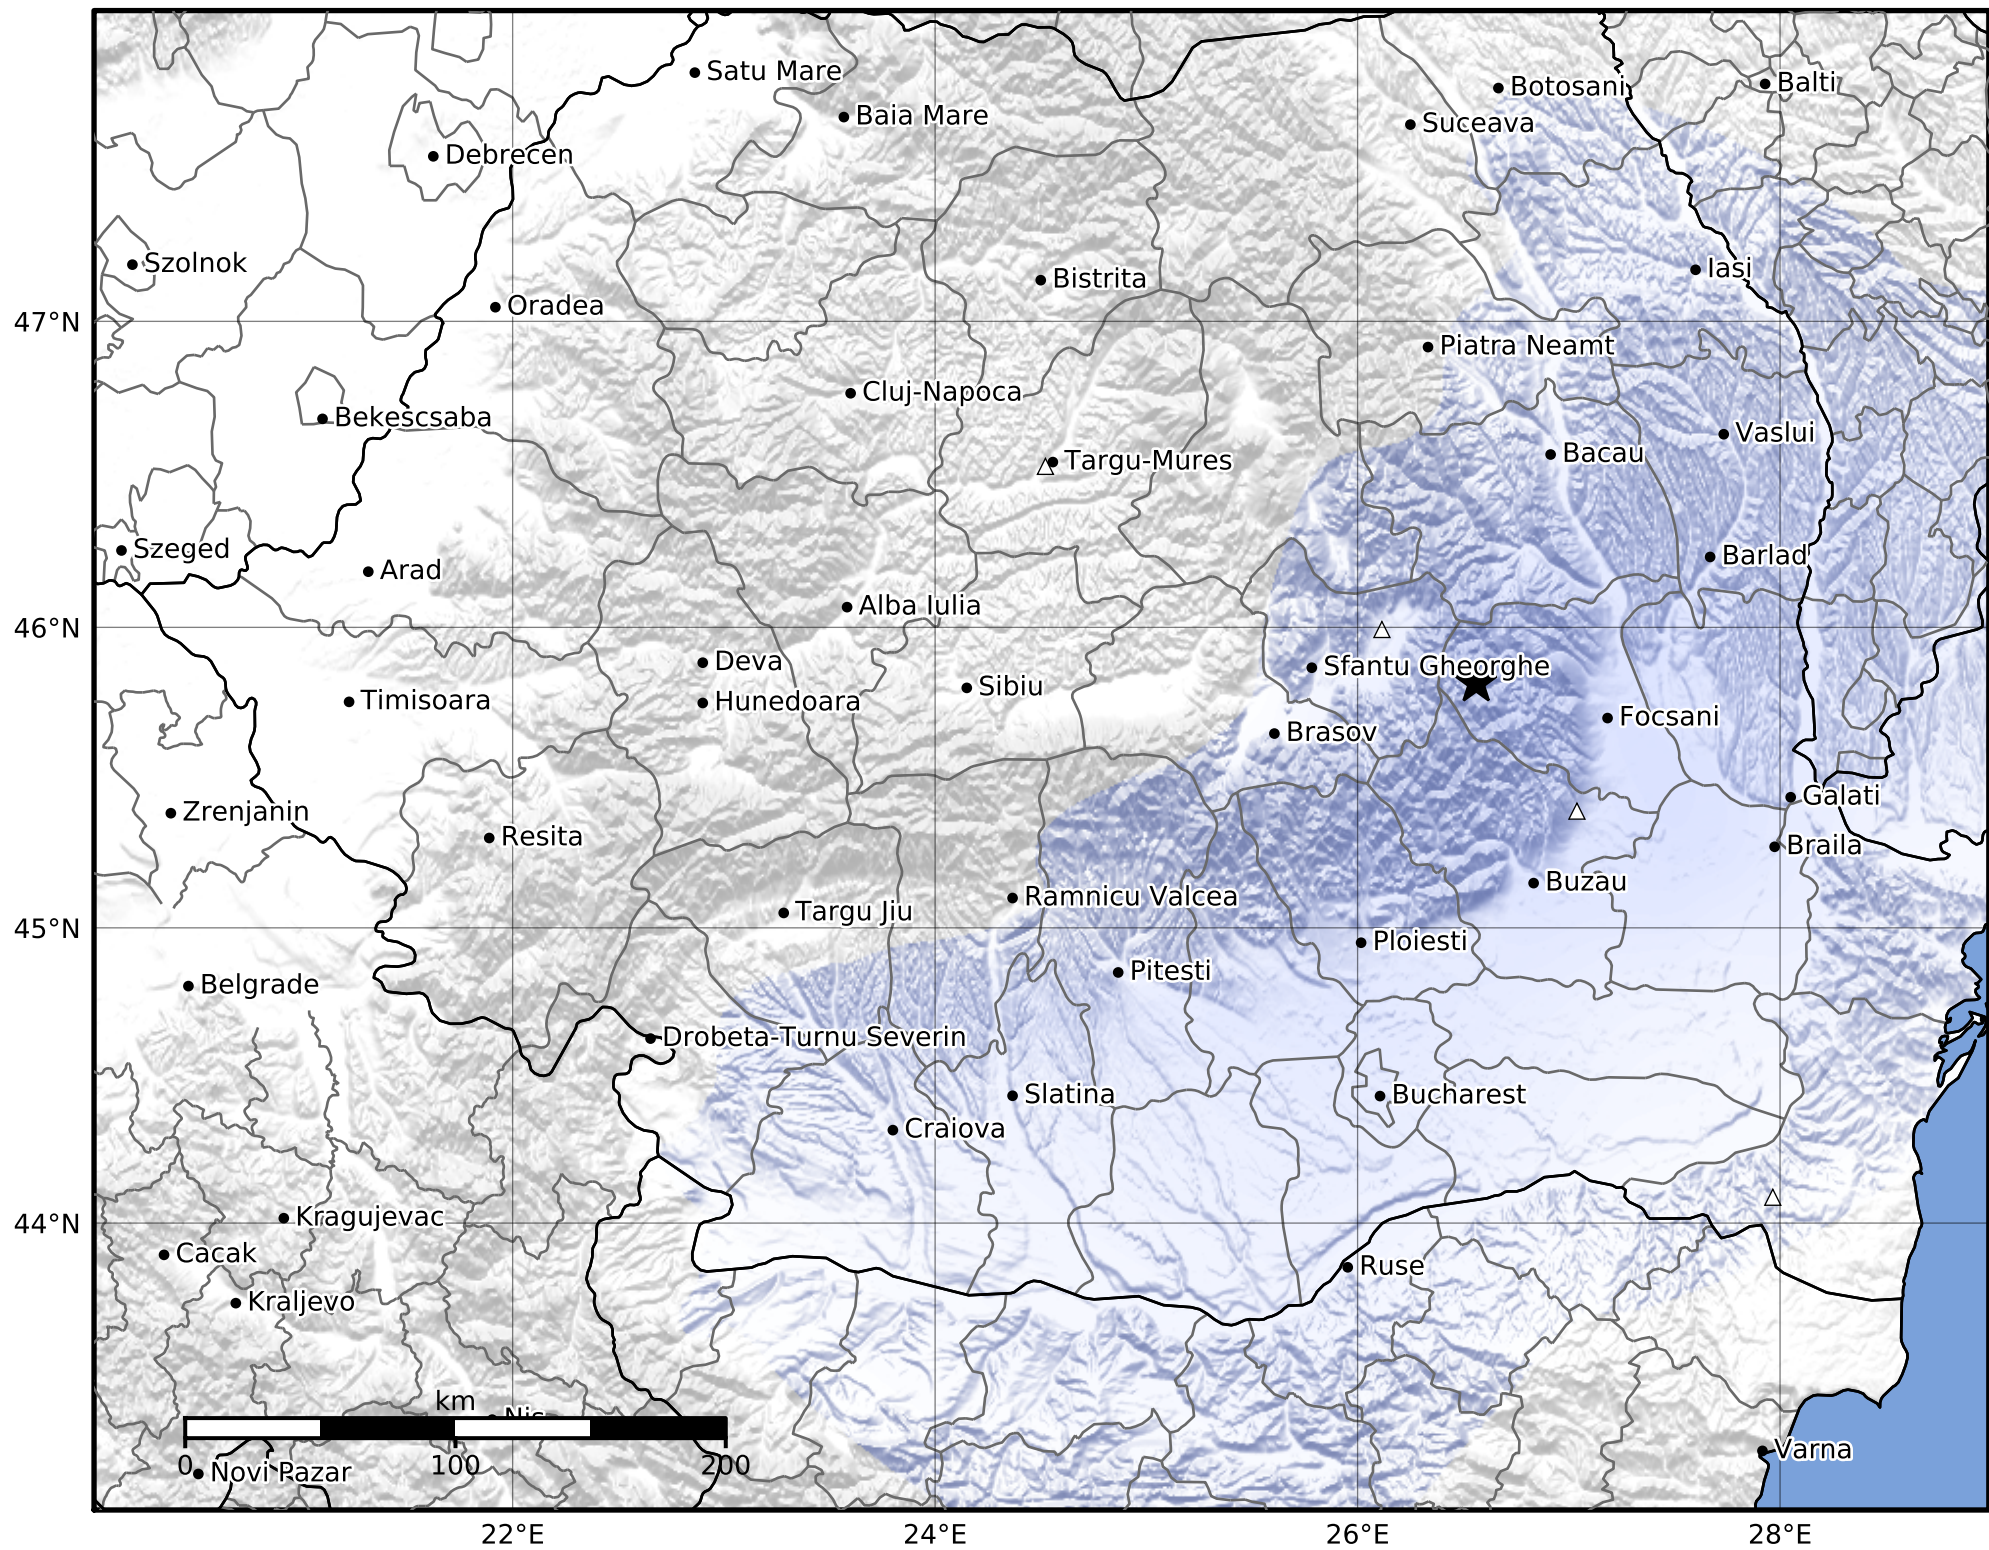 Satu Mare
Botosani
Balti
Baia Mare
Suceava
Debrecen
Szolnok
Iasi
Bistrita
Oradea
47°N
Piatra Neamt
Cluj-Napoca
Bekescsaba
Vaslui
Bacau
Targu-Mures
Szeged
Barlad
Arad
Alba Iulia
46°N
Deva
Sfantu Gheorghe
Sibiu
Timisoara
Hunedoara
Focsani
Brasov
Galati
Zrenjanin
Resita
Braila
Buzau
Ramnicu Valcea
Targu Jiu
45°N
Ploiesti
Pitesti
Belgrade
Drobeta-Turnu Severin
Slatina
Bucharest
Craiova
Kragujevac
44°N
Cacak
Ruse
Kraljevo
km
Nis
Varna
0 100 200
Novi Pazar
22°E 24°E 26°E 28°E